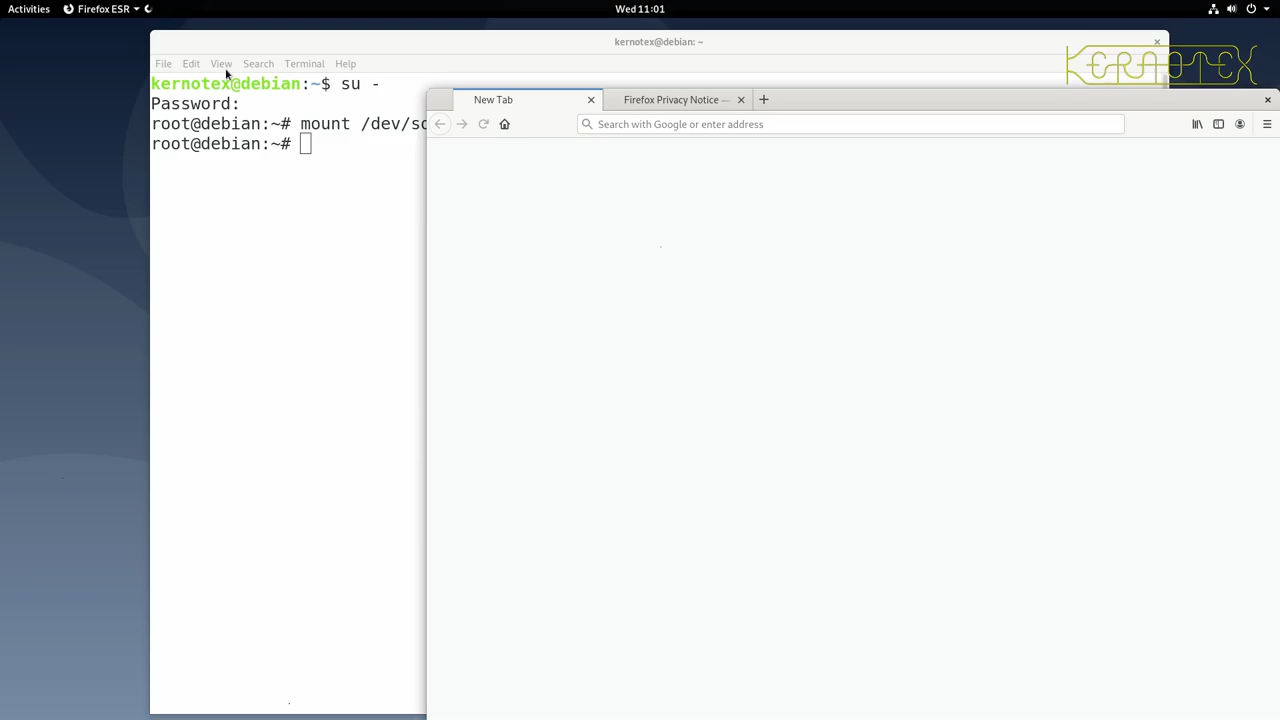 Activities
Firefox ESR
Wed 11:01
kernotex@debian: ~
File Edit View Search Terminal Help
KERNOTEX
kernotex@debian:~$ su -
Password:
root@debian:~# mount /dev/sd
root@debian:~#
New Tab
Firefox Privacy Notice —
Search with Google or enter address